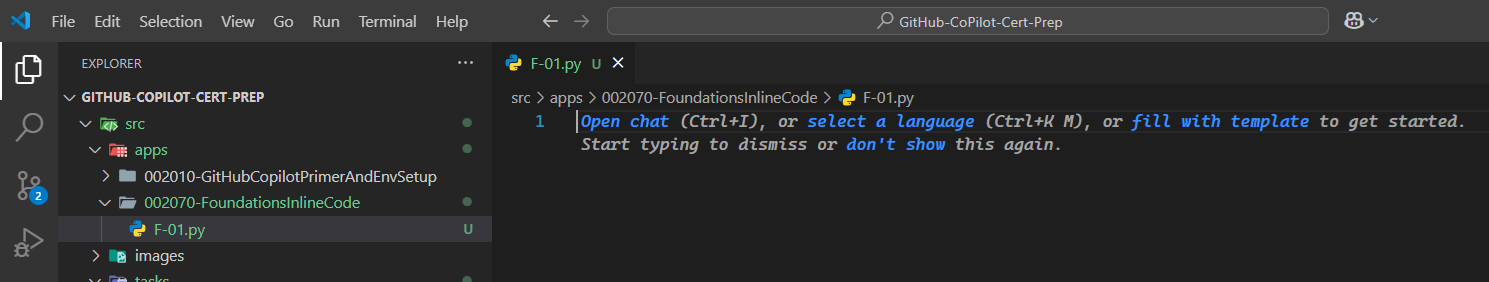 File Edit Selection View Go Run Terminal Help
GitHub-CoPilot-Cert-Prep
EXPLORER
GITHUB-COPILOT-CERT-PREP
src
apps
002010-GitHubCopilotPrimerAndEnvSetup
002070-FoundationsInlineCode
F-01.py U
images
tasks
2
F-01.py U
src > apps > 002070-FoundationsInlineCode > F-01.py
1 Open chat (Ctrl+I), or select a language (Ctrl+K M), or fill with template to get started.
Start typing to dismiss or don't show this again.